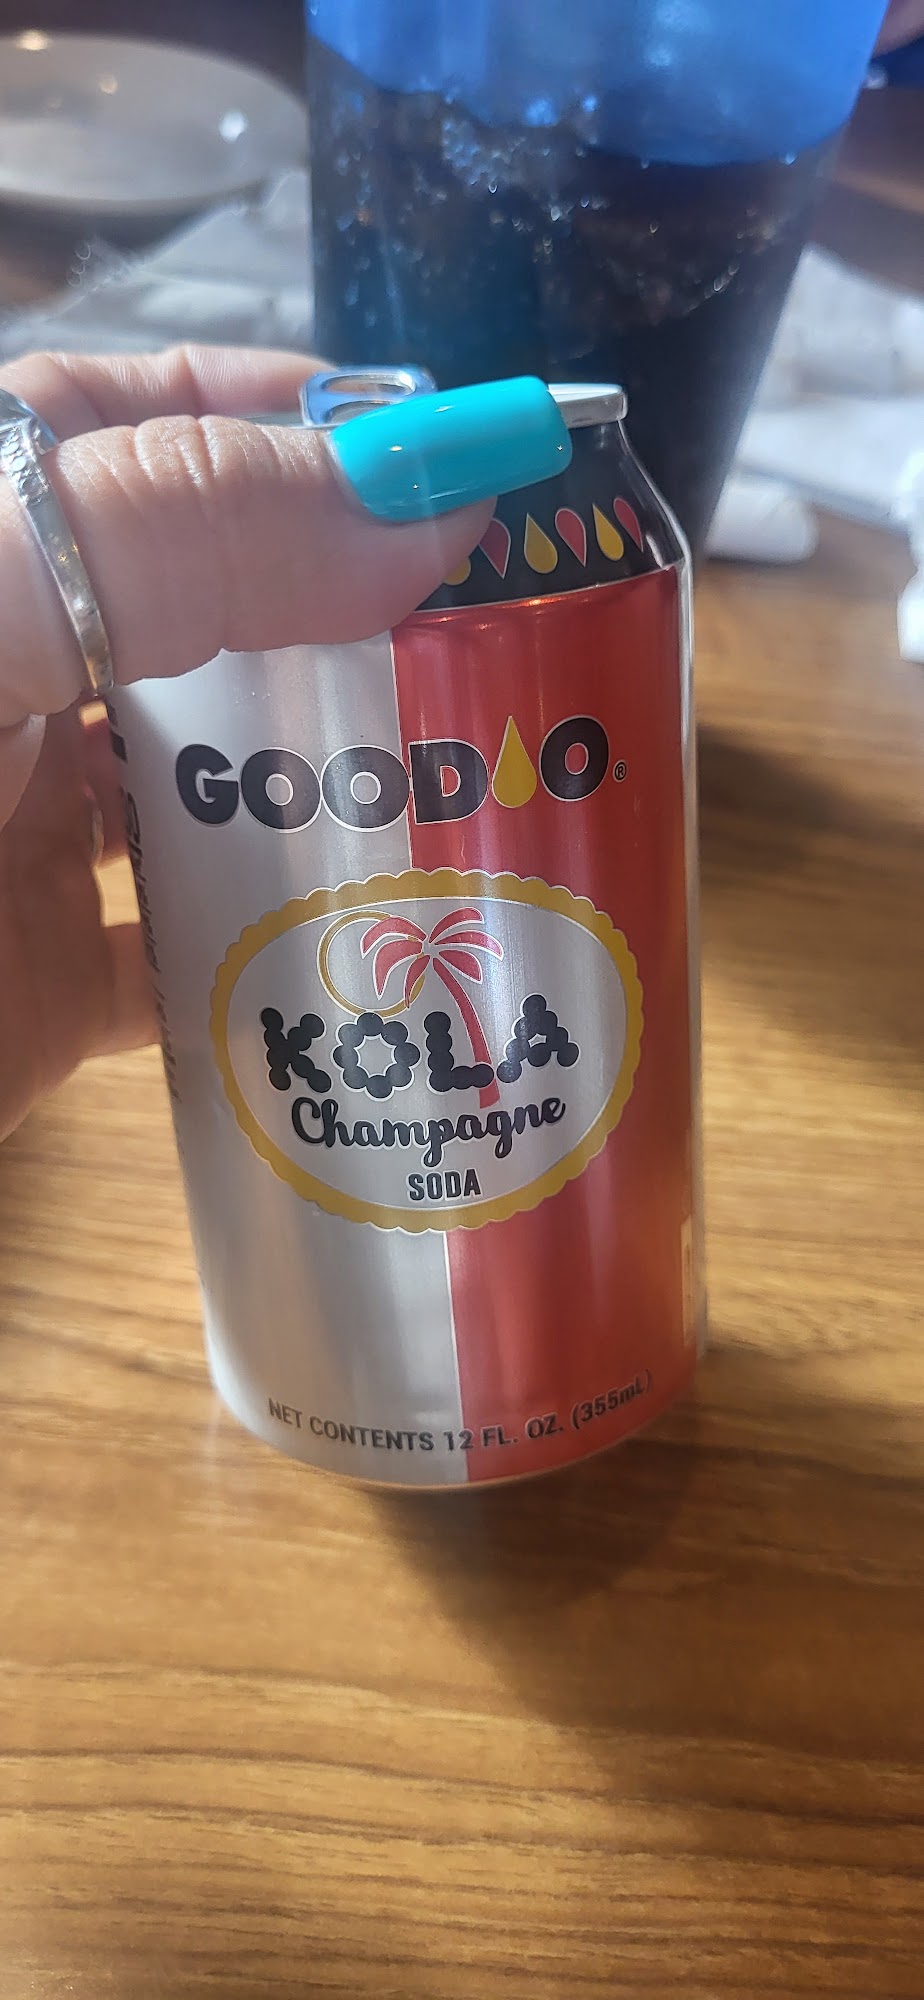 GOODO®
KOLA
Champagne
SODA
NET CONTENTS 12 FL. OZ. (355mL)